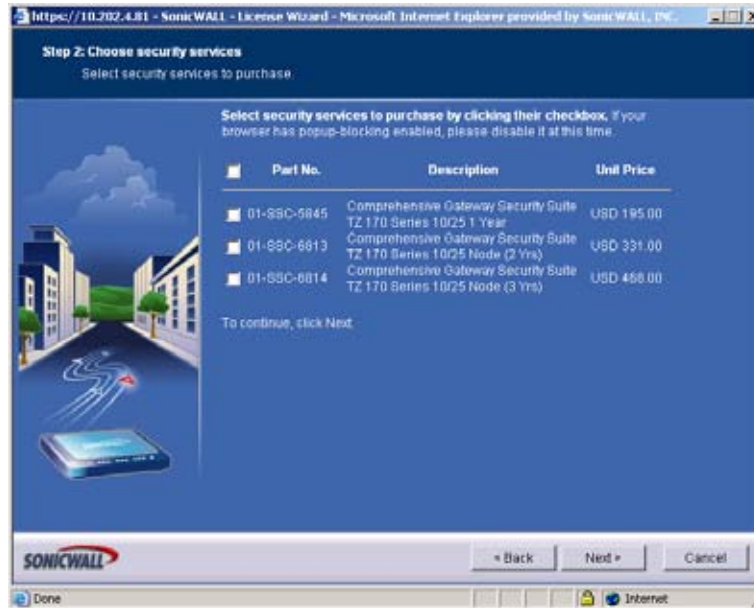 https://10.202.4.81 - SonicWALL - License Wizard - Microsoft Internet Explorer provided by SonicWALL, INC.
Step 2: Choose security services
Select security services to purchase.
Select security services to purchase by clicking their checkbox. If your
browser has popup-blocking enabled, please disable it at this time.
Part No. Description Unit Price
01-SSC-5845 Comprehensive Gateway Security Suite TZ 170 Series 10/25 1 Year USD 195.00
01-SSC-6813 Comprehensive Gateway Security Suite TZ 170 Series 10/25 Node (2 Yrs) USD 331.00
01-SSC-6814 Comprehensive Gateway Security Suite TZ 170 Series 10/25 Node (3 Yrs) USD 468.00
To continue, click Next.
SONICWALL
< Back Next > Cancel
Done Internet